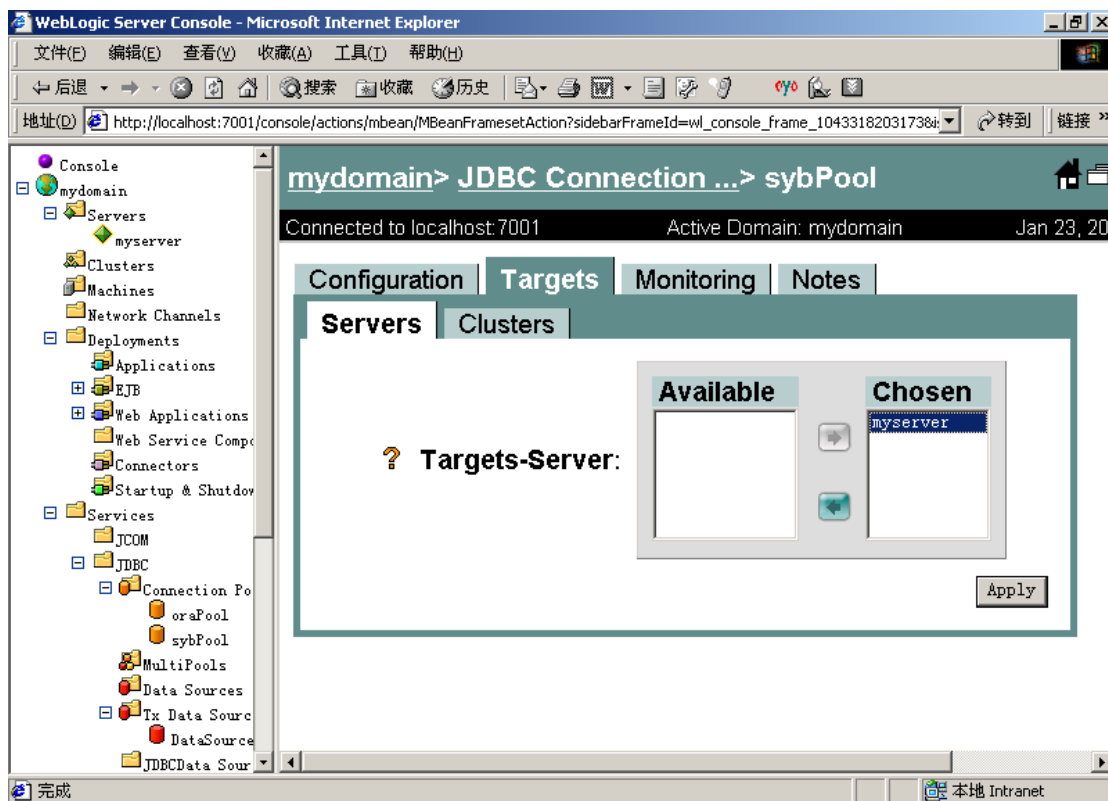 WebLogic Server Console - Microsoft Internet Explorer
文件(F) 编辑(E) 查看(V) 收藏(A) 工具(T) 帮助(H)
后退 搜索 收藏 历史
地址(D) http://localhost:7001/console/actions/mbean/MBeanFramesetAction?sidebarFrameId=wl_console_frame_1043318203173&i 转到 链接 »
Console
mydomain
Servers
myserver
Clusters
Machines
Network Channels
Deployments
Applications
EJB
Web Applications
Web Service Compo
Connectors
Startup & Shutdow
Services
JCOM
JDBC
Connection Po
oraPool
sybPool
MultiPools
Data Sources
Tx Data Sourc
DataSource
JDBCData Sour
mydomain> JDBC Connection ...> sybPool
Connected to localhost:7001 Active Domain: mydomain Jan 23, 20
Configuration Targets Monitoring Notes
Servers Clusters
Available Chosen
myserver
? Targets-Server:
Apply
完成 本地 Intranet